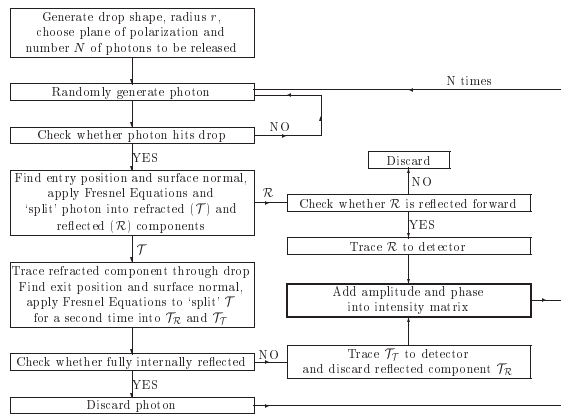 Generate drop shape, radius r,
choose plane of polarization and
number N of photons to be released
N times
Randomly generate photon
Check whether photon hits drop
NO
YES
Find entry position and surface normal,
apply Fresnel Equations and
‘split’ photon into refracted (𝒯) and
reflected (ℛ) components
ℛ
Discard
NO
Check whether ℛ is reflected forward
YES
Trace ℛ to detector
𝒯
Trace refracted component through drop
Find exit position and surface normal,
apply Fresnel Equations to ‘split’ 𝒯
for a second time into 𝒯_ℛ and 𝒯_𝒯
Add amplitude and phase
into intensity matrix
Check whether fully internally reflected
NO
Trace 𝒯_𝒯 to detector
and discard reflected component 𝒯_ℛ
YES
Discard photon